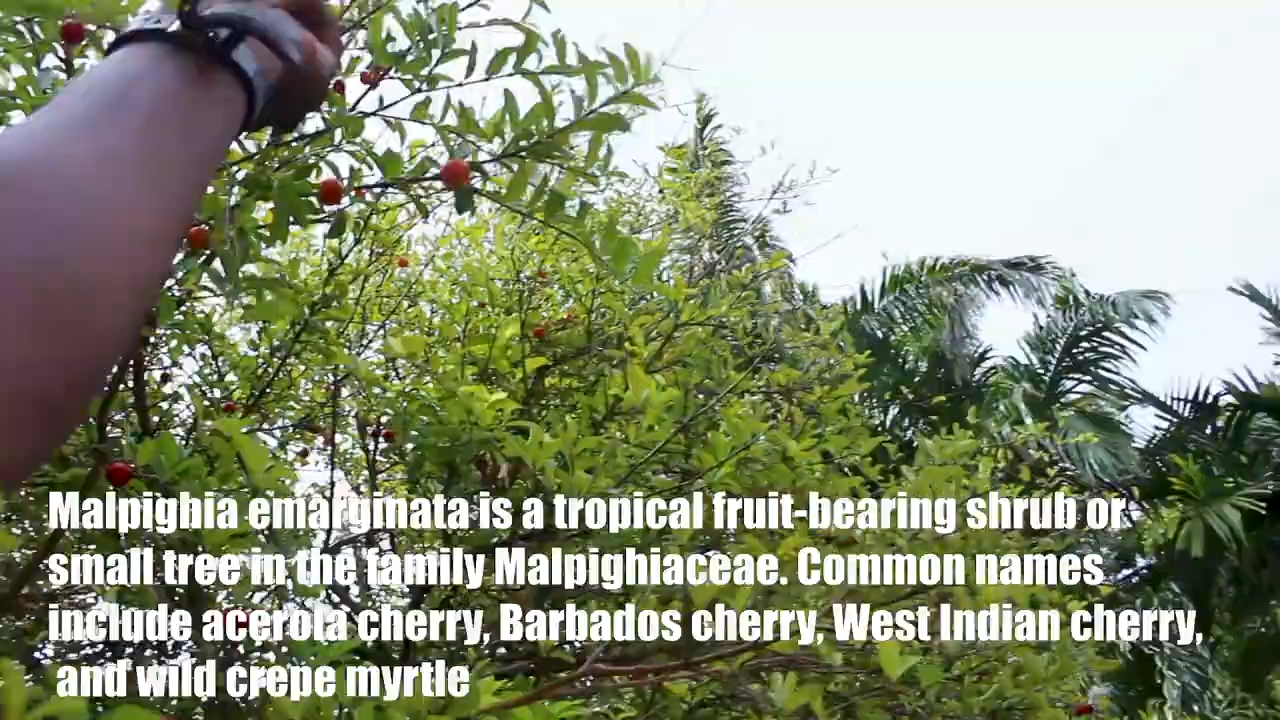 Malpighia emarginata is a tropical fruit-bearing shrub or
small tree in the family Malpighiaceae. Common names
include acerola cherry, Barbados cherry, West Indian cherry,
and wild crepe myrtle